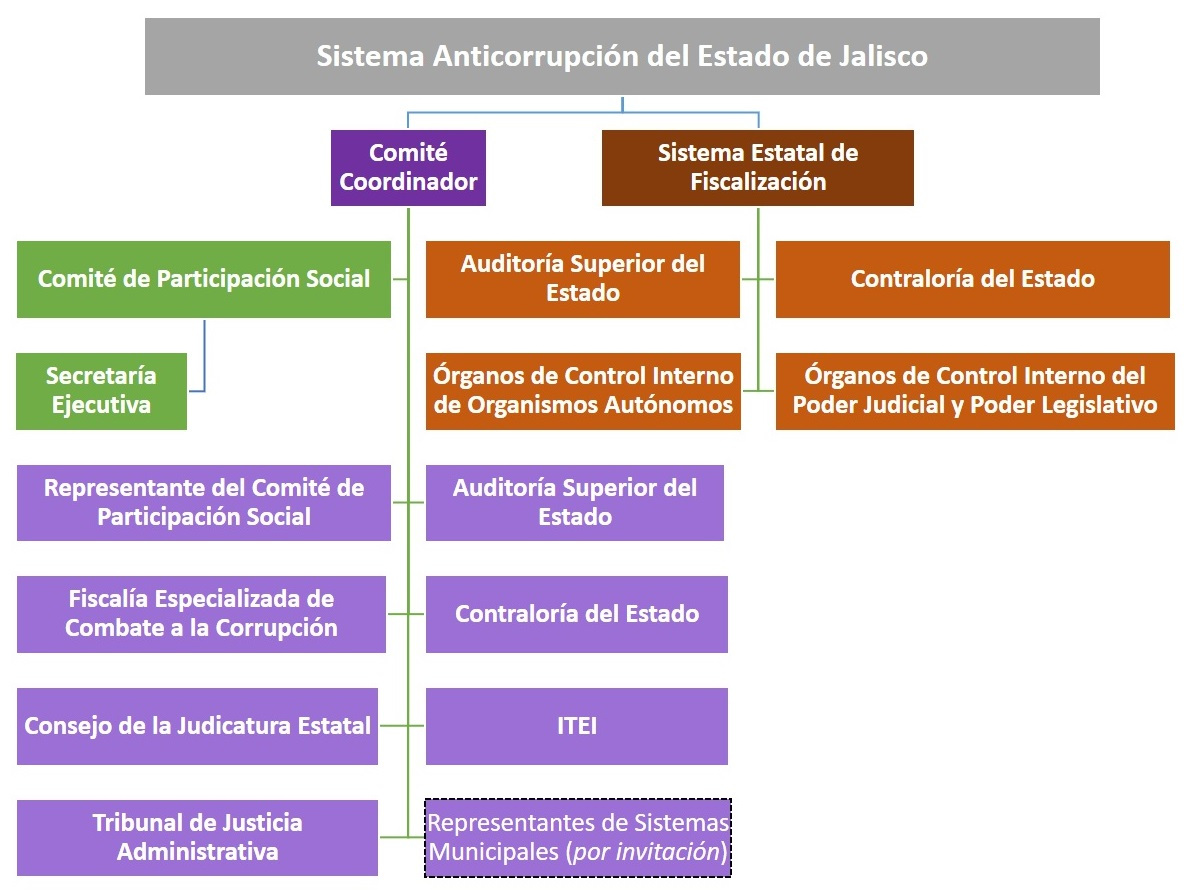 Sistema Anticorrupción del Estado de Jalisco
Comité
Coordinador
Sistema Estatal de
Fiscalización
Comité de Participación Social
Auditoría Superior del
Estado
Contraloría del Estado
Secretaría
Ejecutiva
Órganos de Control Interno
de Organismos Autónomos
Órganos de Control Interno del
Poder Judicial y Poder Legislativo
Representante del Comité de
Participación Social
Auditoría Superior del
Estado
Fiscalía Especializada de
Combate a la Corrupción
Contraloría del Estado
Consejo de la Judicatura Estatal
ITEI
Tribunal de Justicia
Administrativa
Representantes de Sistemas
Municipales (por invitación)